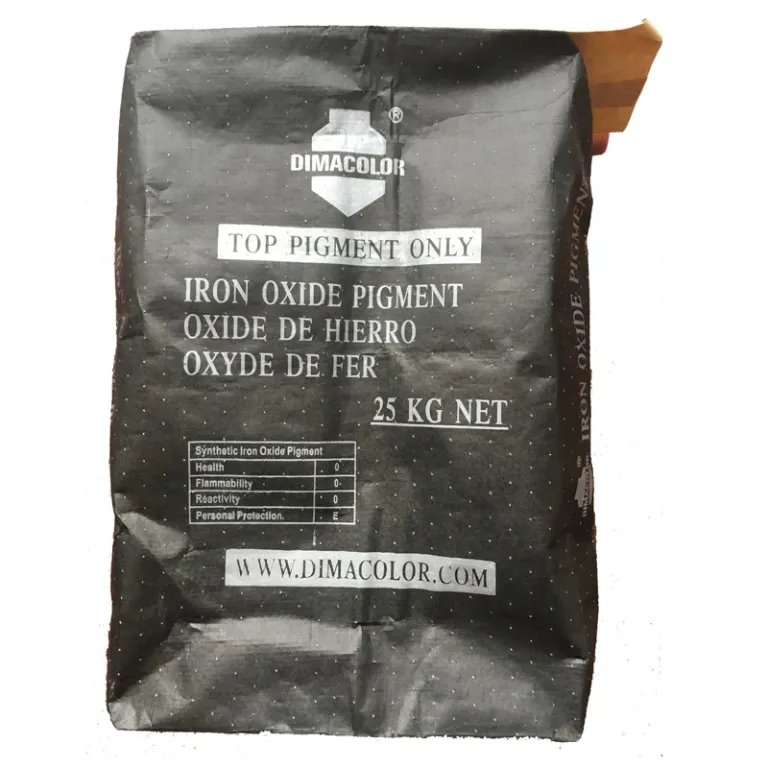 ®
DIMACOLOR
TOP PIGMENT ONLY
IRON OXIDE PIGMENT
OXIDE DE HIERRO
OXYDE DE FER
25 KG NET
Synthetic Iron Oxide Pigment
Health 0
Flammability 0
Reactivity 0
Personal Protection. E
WWW.DIMACOLOR.COM
DIMACOLOR ® IRON OXIDE PIGMENT